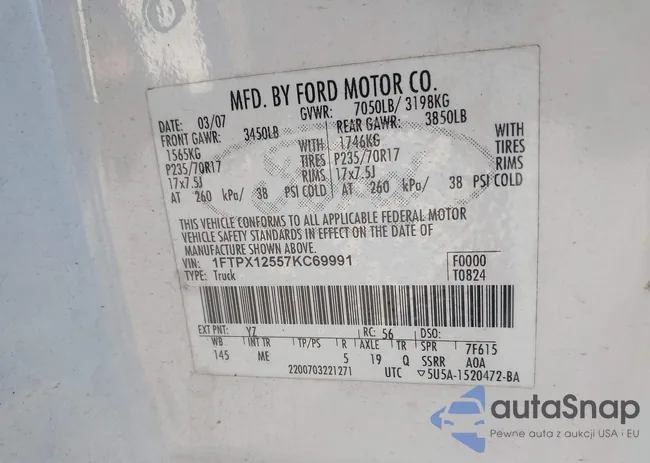 MFD. BY FORD MOTOR CO.
DATE: 03/07 GVWR: 7050LB/ 3198KG
FRONT GAWR: 3450LB REAR GAWR: 3850LB
1565KG WITH 1746KG WITH
P235/70R17 TIRES P235/70R17 TIRES
17x7.5J RIMS 17x7.5J RIMS
AT 260 kPa/ 38 PSI COLD AT 260 kPa/ 38 PSI COLD
THIS VEHICLE CONFORMS TO ALL APPLICABLE FEDERAL MOTOR
VEHICLE SAFETY STANDARDS IN EFFECT ON THE DATE OF
MANUFACTURE SHOWN ABOVE.
VIN: 1FTPX12557KC69991 F0000
TYPE: Truck T0824
EXT PNT: YZ RC: 56 DSO:
WB INT TR TP/PS R AXLE TR SPR 7F615
145 ME 5 19 Q SSRR AOA
2200703221271 UTC ▽5U5A-1520472-BA
autaSnap
Pewne auta z aukcji USA i EU